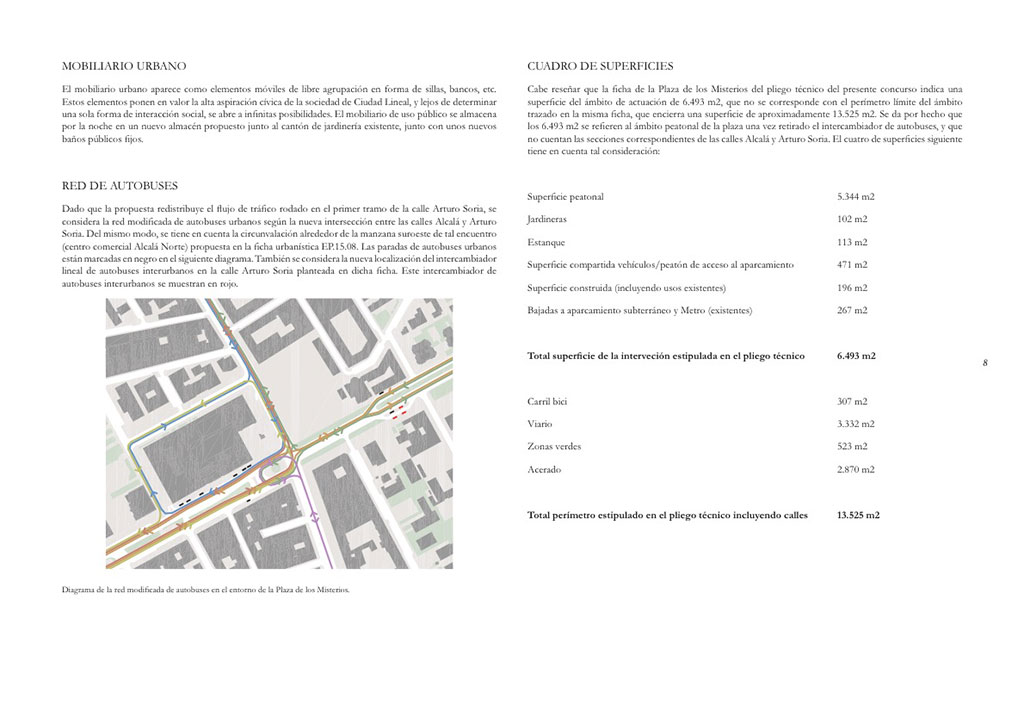 MOBILIARIO URBANO
El mobiliario urbano aparece como elementos móviles de libre agrupación en forma de sillas, bancos, etc.
Estos elementos ponen en valor la alta aspiración cívica de la sociedad de Ciudad Lineal, y lejos de determinar
una sola forma de interacción social, se abre a infinitas posibilidades. El mobiliario de uso público se almacena
por la noche en un nuevo almacén propuesto junto al cantón de jardinería existente, junto con unos nuevos
baños públicos fijos.
RED DE AUTOBUSES
Dado que la propuesta redistribuye el flujo de tráfico rodado en el primer tramo de la calle Arturo Soria, se
considera la red modificada de autobuses urbanos según la nueva intersección entre las calles Alcalá y Arturo
Soria. Del mismo modo, se tiene en cuenta la circunvalación alrededor de la manzana suroeste de tal encuentro
(centro comercial Alcalá Norte) propuesta en la ficha urbanística EP.15.08. Las paradas de autobuses urbanos
están marcadas en negro en el siguiente diagrama. También se considera la nueva localización del intercambiador
lineal de autobuses interurbanos en la calle Arturo Soria planteada en dicha ficha. Este intercambiador de
autobuses interurbanos se muestran en rojo.
Diagrama de la red modificada de autobuses en el entorno de la Plaza de los Misterios.
CUADRO DE SUPERFICIES
Cabe reseñar que la ficha de la Plaza de los Misterios del pliego técnico del presente concurso indica una
superficie del ámbito de actuación de 6.493 m2, que no se corresponde con el perímetro límite del ámbito
trazado en la misma ficha, que encierra una superficie de aproximadamente 13.525 m2. Se da por hecho que
los 6.493 m2 se refieren al ámbito peatonal de la plaza una vez retirado el intercambiador de autobuses, y que
no cuentan las secciones correspondientes de las calles Alcalá y Arturo Soria. El cuatro de superficies siguiente
tiene en cuenta tal consideración:
Superficie peatonal 5.344 m2
Jardineras 102 m2
Estanque 113 m2
Superficie compartida vehículos/peatón de acceso al aparcamiento 471 m2
Superficie construida (incluyendo usos existentes) 196 m2
Bajadas a aparcamiento subterráneo y Metro (existentes) 267 m2
Total superficie de la interveción estipulada en el pliego técnico 6.493 m2
Carril bici 307 m2
Viario 3.332 m2
Zonas verdes 523 m2
Acerado 2.870 m2
Total perímetro estipulado en el pliego técnico incluyendo calles 13.525 m2
8